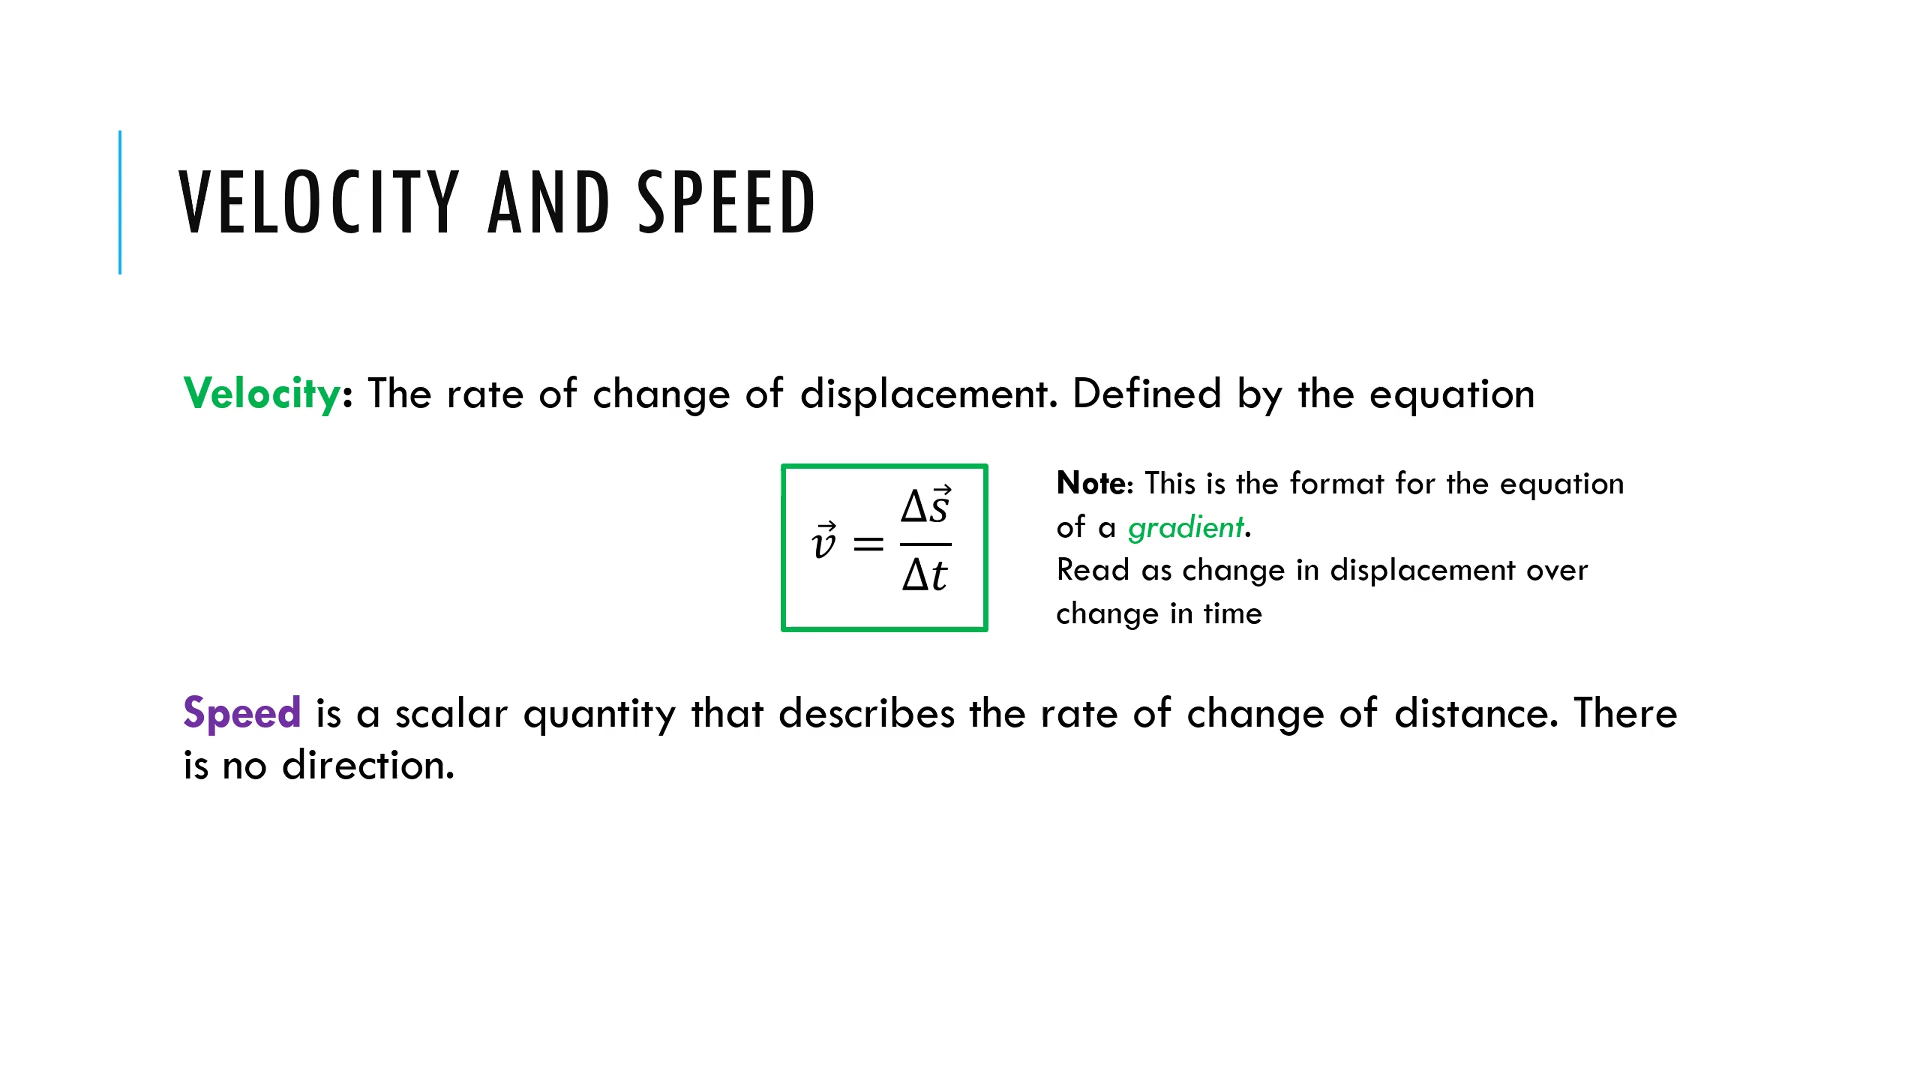 VELOCITY AND SPEED
Velocity: The rate of change of displacement. Defined by the equation
v⃗ = Δs⃗ / Δt
Note: This is the format for the equation
of a gradient.
Read as change in displacement over
change in time
Speed is a scalar quantity that describes the rate of change of distance. There
is no direction.